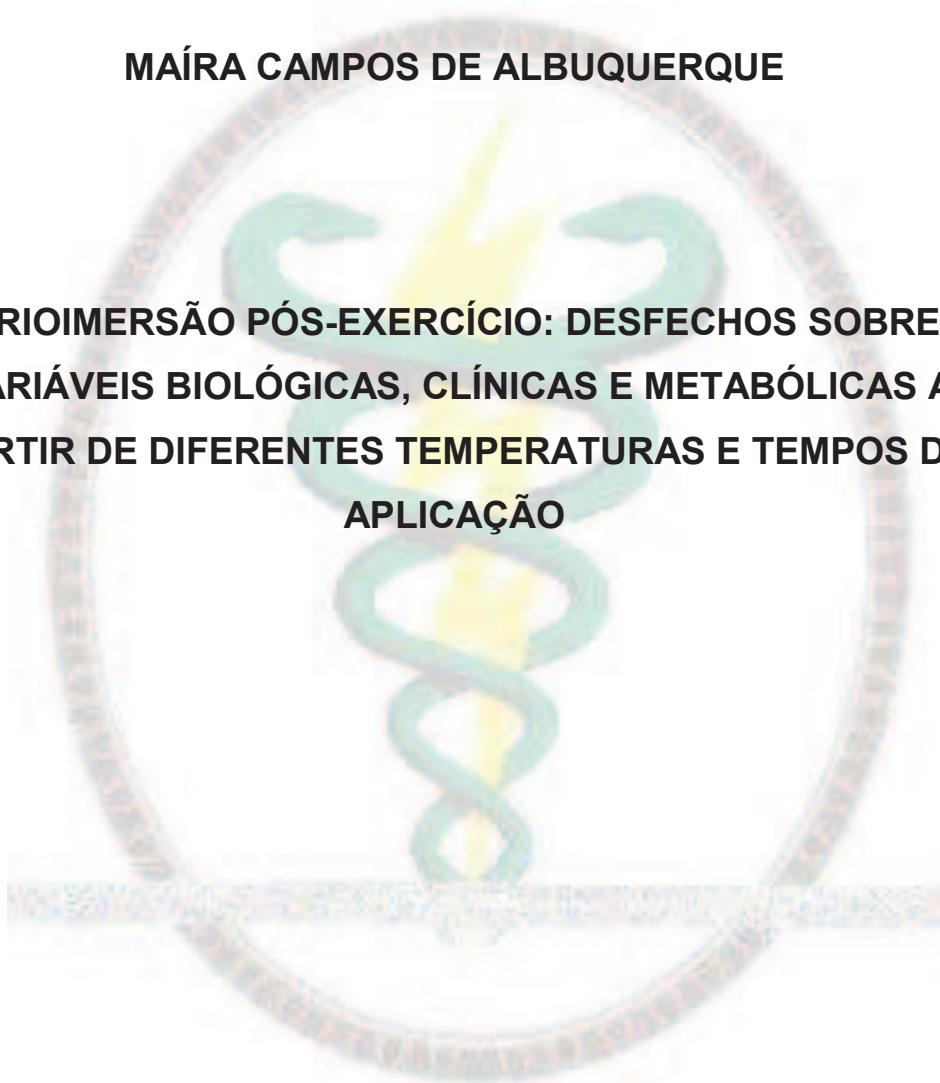 MAÍRA CAMPOS DE ALBUQUERQUE
RIOIMERSÃO PÓS-EXERCÍCIO: DESFECHOS SOBRE
ARIÁVEIS BIOLÓGICAS, CLÍNICAS E METABÓLICAS A
RTIR DE DIFERENTES TEMPERATURAS E TEMPOS D
APLICAÇÃO